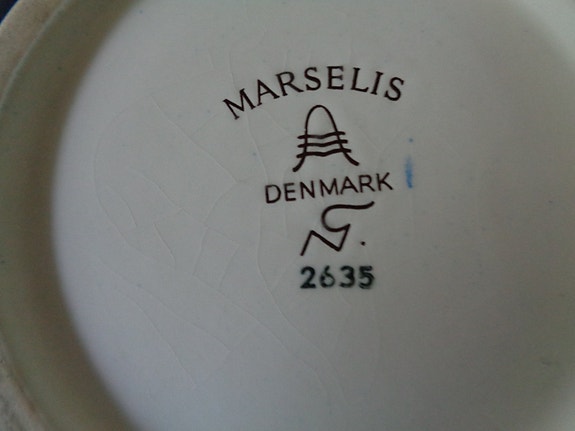 MARSELIS
DENMARK
N.
2635